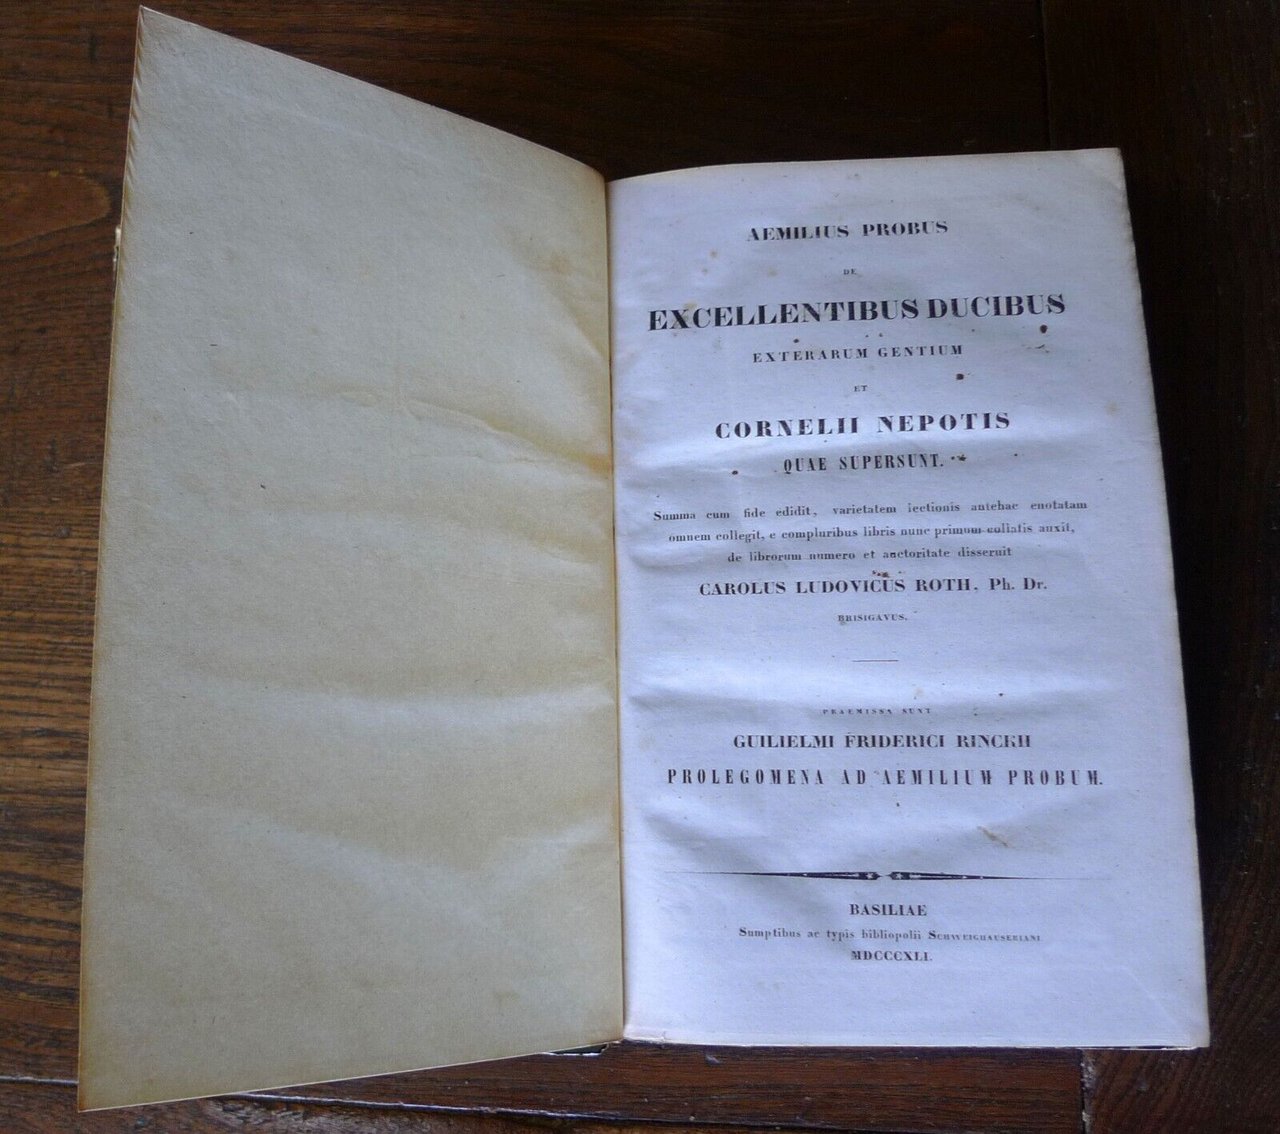 AEMILIUS PROBUS
DE
EXCELLENTIBUS DUCIBUS
EXTERARUM GENTIUM
ET
CORNELII NEPOTIS
QUAE SUPERSUNT.
Summa cum fide edidit, varietatem lectionis antehac enotatam
omnem collegit, e compluribus libris nunc primum collatis auxit,
de librorum numero et auctoritate disseruit
CAROLUS LUDOVICUS ROTH, Ph. Dr.
BRISIGAVUS.
PRAEMISSA SUNT
GUILIELMI FRIDERICI RINCKII
PROLEGOMENA AD AEMILIUM PROBUM.
BASILIAE
Sumptibus ac typis bibliopolii SCHWEIGHAUSERIANI
MDCCCXLI.